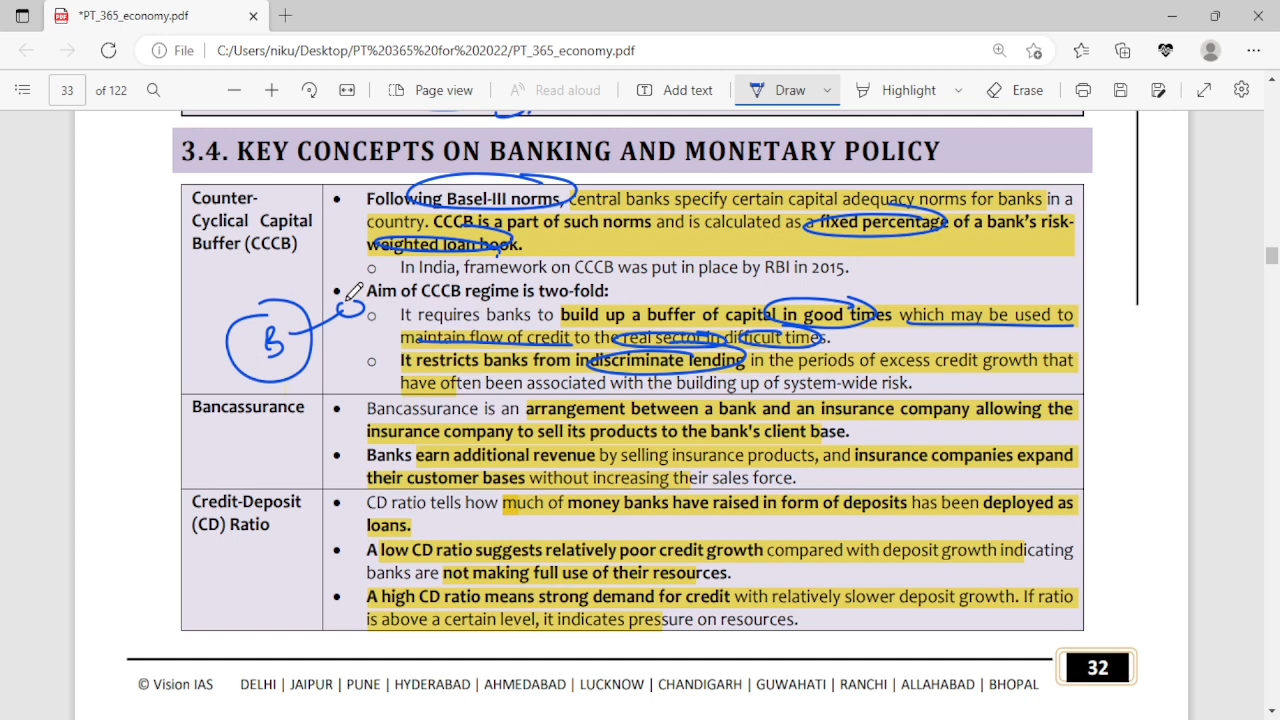 *PT_365_economy.pdf
File C:/Users/niku/Desktop/PT%20365%20for%202022/PT_365_economy.pdf
33 of 122 Page view Read aloud Add text Draw Highlight Erase
3.4. KEY CONCEPTS ON BANKING AND MONETARY POLICY
Counter-
Cyclical Capital
Buffer (CCCB)
• Following Basel-III norms, central banks specify certain capital adequacy norms for banks in a
country. CCCB is a part of such norms and is calculated as a fixed percentage of a bank's risk-
weighted loan book.
o In India, framework on CCCB was put in place by RBI in 2015.
• Aim of CCCB regime is two-fold:
o It requires banks to build up a buffer of capital in good times which may be used to
maintain flow of credit to the real sector in difficult times.
o It restricts banks from indiscriminate lending in the periods of excess credit growth that
have often been associated with the building up of system-wide risk.
B
Bancassurance
• Bancassurance is an arrangement between a bank and an insurance company allowing the
insurance company to sell its products to the bank's client base.
• Banks earn additional revenue by selling insurance products, and insurance companies expand
their customer bases without increasing their sales force.
Credit-Deposit
(CD) Ratio
• CD ratio tells how much of money banks have raised in form of deposits has been deployed as
loans.
• A low CD ratio suggests relatively poor credit growth compared with deposit growth indicating
banks are not making full use of their resources.
• A high CD ratio means strong demand for credit with relatively slower deposit growth. If ratio
is above a certain level, it indicates pressure on resources.
32
© Vision IAS DELHI | JAIPUR | PUNE | HYDERABAD | AHMEDABAD | LUCKNOW | CHANDIGARH | GUWAHATI | RANCHI | ALLAHABAD | BHOPAL